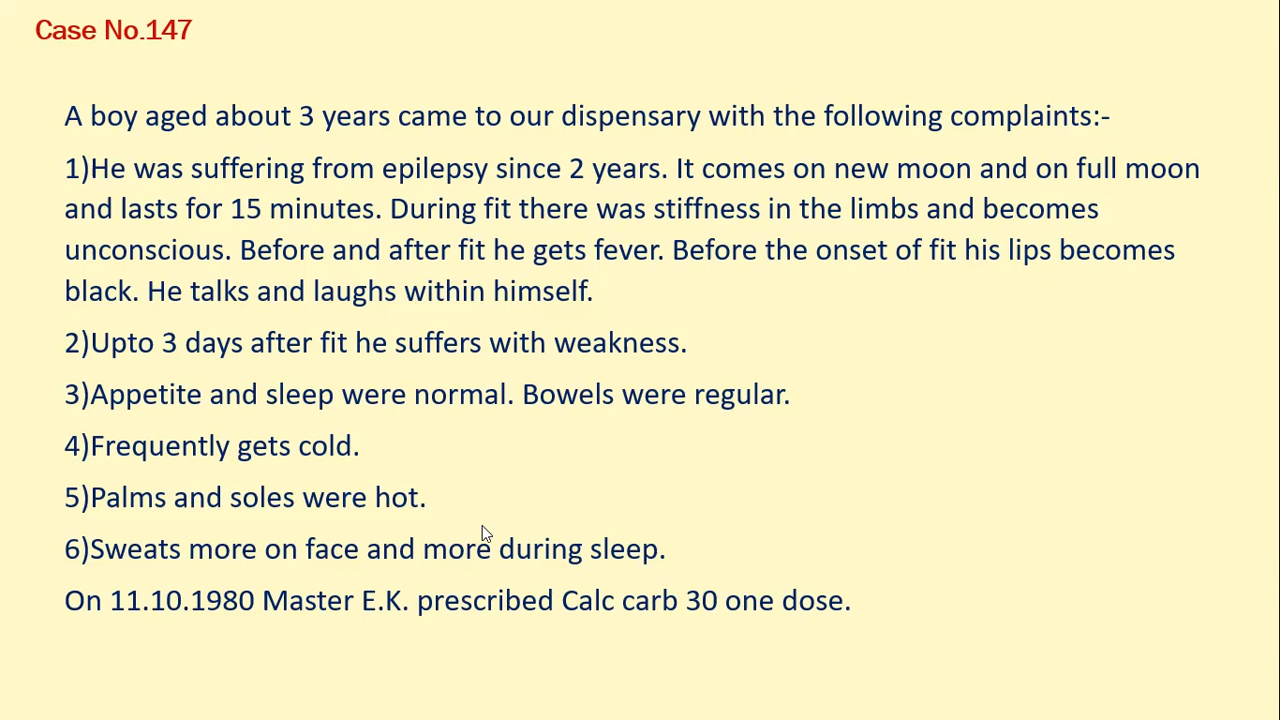 Case No.147
A boy aged about 3 years came to our dispensary with the following complaints:-
1)He was suffering from epilepsy since 2 years. It comes on new moon and on full moon
and lasts for 15 minutes. During fit there was stiffness in the limbs and becomes
unconscious. Before and after fit he gets fever. Before the onset of fit his lips becomes
black. He talks and laughs within himself.
2)Upto 3 days after fit he suffers with weakness.
3)Appetite and sleep were normal. Bowels were regular.
4)Frequently gets cold.
5)Palms and soles were hot.
6)Sweats more on face and more during sleep.
On 11.10.1980 Master E.K. prescribed Calc carb 30 one dose.